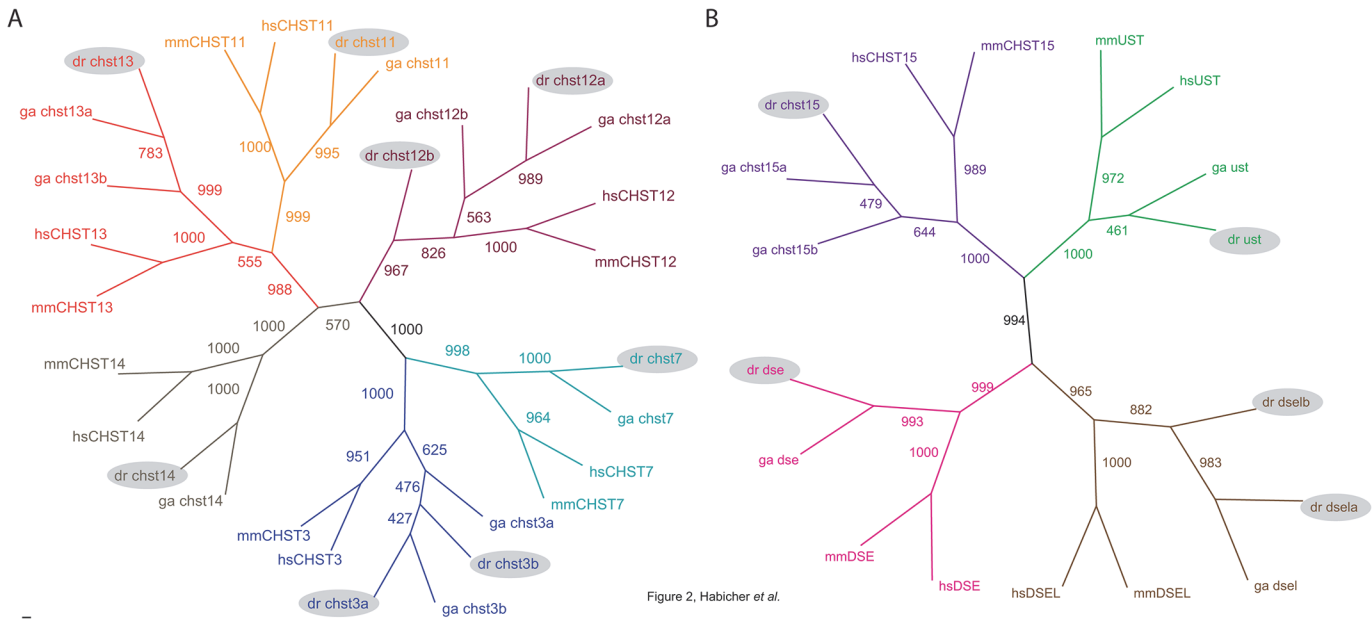 A
B
hsCHST11
mmCHST11
dr chst11
dr chst13
ga chst11
ga chst13a
783
1000
995
ga chst13b
999
999
hsCHST13
1000
555
mmCHST13
988
dr chst12a
ga chst12b
ga chst12a
dr chst12b
989
hsCHST12
563
826
1000
967
mmCHST12
1000
570
1000
mmCHST14
1000
1000
hsCHST14
dr chst14
ga chst14
998
1000
dr chst7
1000
964
ga chst7
951
625
hsCHST7
476
mmCHST7
427
ga chst3a
mmCHST3
hsCHST3
dr chst3b
dr chst3a
ga chst3b
mmUST
hsCHST15
mmCHST15
hsUST
dr chst15
989
972
ga chst15a
ga ust
479
461
644
dr ust
ga chst15b
1000
1000
994
dr dse
999
965
882
dr dselb
993
ga dse
1000
1000
983
dr dsela
mmDSE
hsDSE
hsDSEL
mmDSEL
ga dsel
Figure 2, Habicher et al.